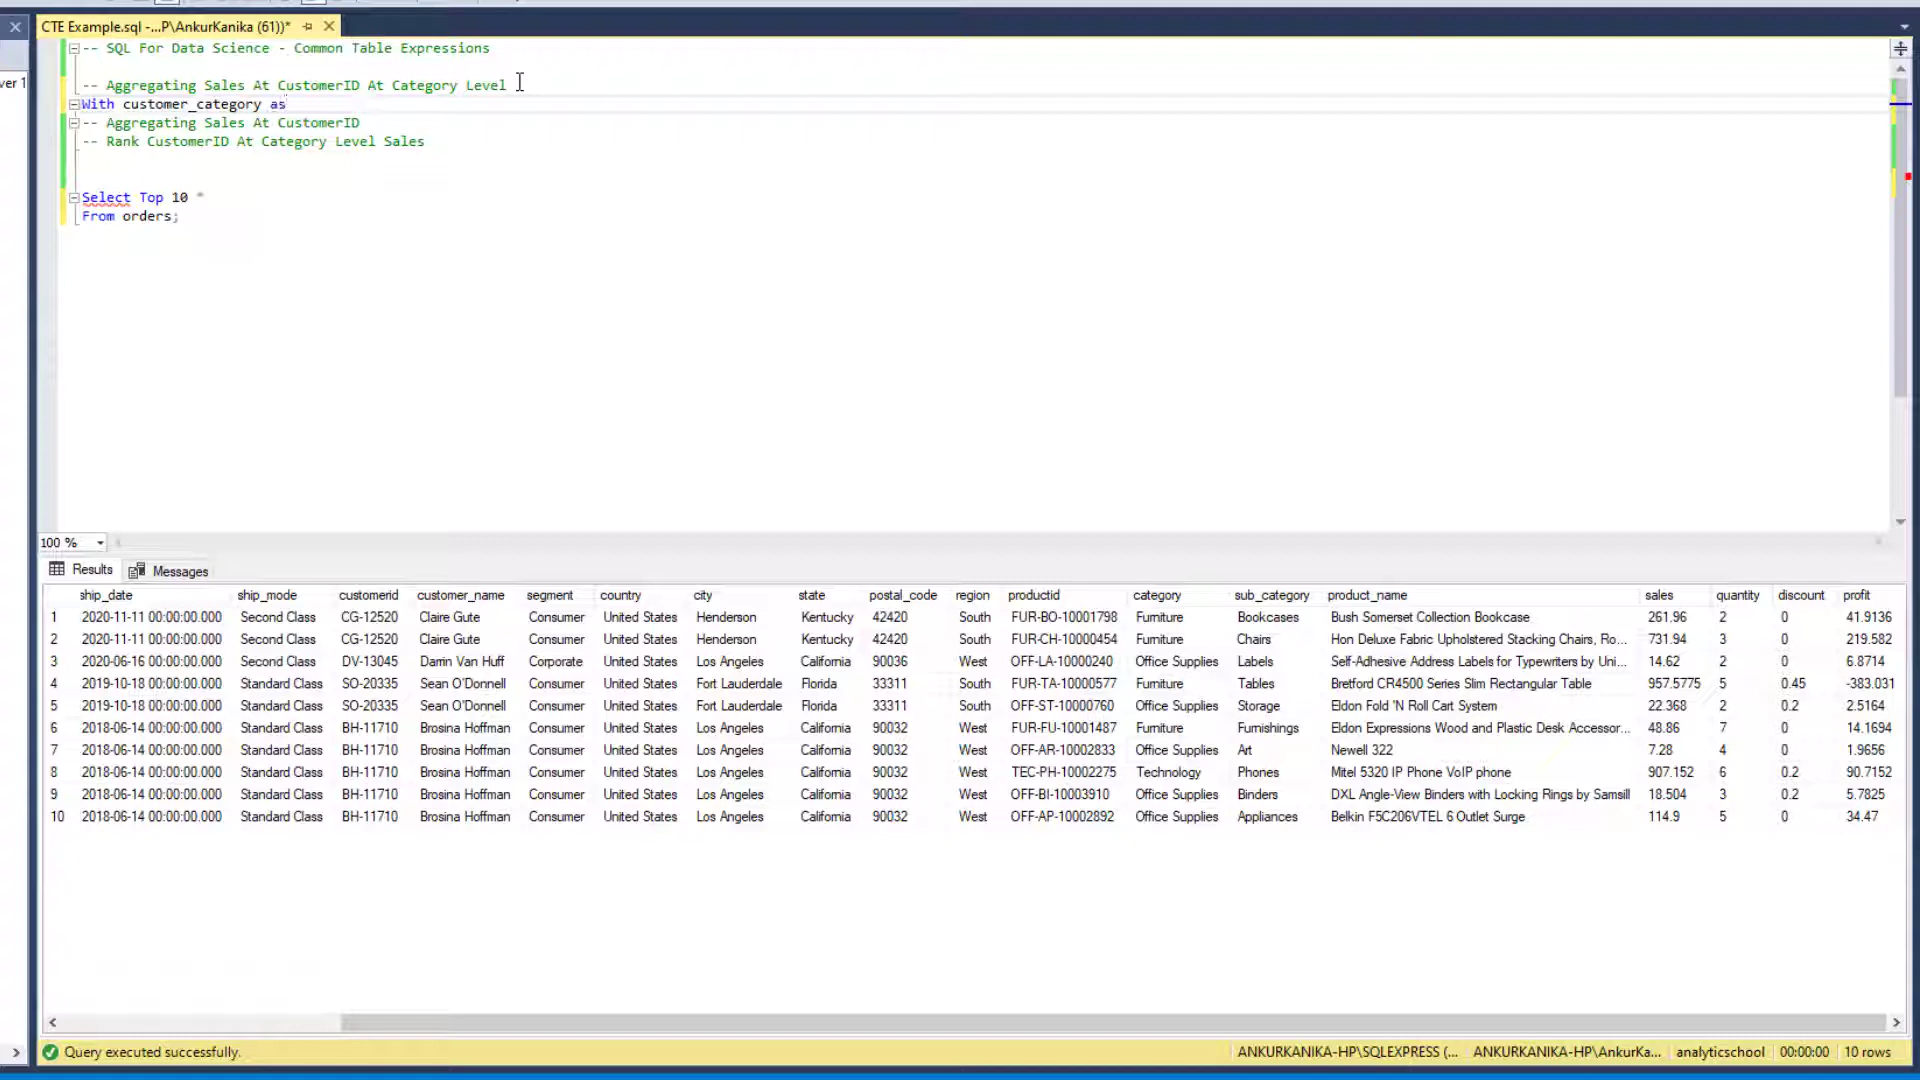 CTE Example.sql -...P\AnkurKanika (61))*
-- SQL For Data Science - Common Table Expressions
ver 1
-- Aggregating Sales At CustomerID At Category Level
With customer_category as
-- Aggregating Sales At CustomerID
-- Rank CustomerID At Category Level Sales
Select Top 10 *
From orders;
100 %
Results Messages
ship_date ship_mode customerid customer_name segment country city state postal_code region productid category sub_category product_name sales quantity discount profit
1 2020-11-11 00:00:00.000 Second Class CG-12520 Claire Gute Consumer United States Henderson Kentucky 42420 South FUR-BO-10001798 Furniture Bookcases Bush Somerset Collection Bookcase 261.96 2 0 41.9136
2 2020-11-11 00:00:00.000 Second Class CG-12520 Claire Gute Consumer United States Henderson Kentucky 42420 South FUR-CH-10000454 Furniture Chairs Hon Deluxe Fabric Upholstered Stacking Chairs, Ro... 731.94 3 0 219.582
3 2020-06-16 00:00:00.000 Second Class DV-13045 Darrin Van Huff Corporate United States Los Angeles California 90036 West OFF-LA-10000240 Office Supplies Labels Self-Adhesive Address Labels for Typewriters by Uni... 14.62 2 0 6.8714
4 2019-10-18 00:00:00.000 Standard Class SO-20335 Sean O'Donnell Consumer United States Fort Lauderdale Florida 33311 South FUR-TA-10000577 Furniture Tables Bretford CR4500 Series Slim Rectangular Table 957.5775 5 0.45 -383.031
5 2019-10-18 00:00:00.000 Standard Class SO-20335 Sean O'Donnell Consumer United States Fort Lauderdale Florida 33311 South OFF-ST-10000760 Office Supplies Storage Eldon Fold 'N Roll Cart System 22.368 2 0.2 2.5164
6 2018-06-14 00:00:00.000 Standard Class BH-11710 Brosina Hoffman Consumer United States Los Angeles California 90032 West FUR-FU-10001487 Furniture Furnishings Eldon Expressions Wood and Plastic Desk Accessor... 48.86 7 0 14.1694
7 2018-06-14 00:00:00.000 Standard Class BH-11710 Brosina Hoffman Consumer United States Los Angeles California 90032 West OFF-AR-10002833 Office Supplies Art Newell 322 7.28 4 0 1.9656
8 2018-06-14 00:00:00.000 Standard Class BH-11710 Brosina Hoffman Consumer United States Los Angeles California 90032 West TEC-PH-10002275 Technology Phones Mitel 5320 IP Phone VoIP phone 907.152 6 0.2 90.7152
9 2018-06-14 00:00:00.000 Standard Class BH-11710 Brosina Hoffman Consumer United States Los Angeles California 90032 West OFF-BI-10003910 Office Supplies Binders DXL Angle-View Binders with Locking Rings by Samsill 18.504 3 0.2 5.7825
10 2018-06-14 00:00:00.000 Standard Class BH-11710 Brosina Hoffman Consumer United States Los Angeles California 90032 West OFF-AP-10002892 Office Supplies Appliances Belkin F5C206VTEL 6 Outlet Surge 114.9 5 0 34.47
Query executed successfully. ANKURKANIKA-HP\SQLEXPRESS (... ANKURKANIKA-HP\AnkurKa... analyticschool 00:00:00 10 rows